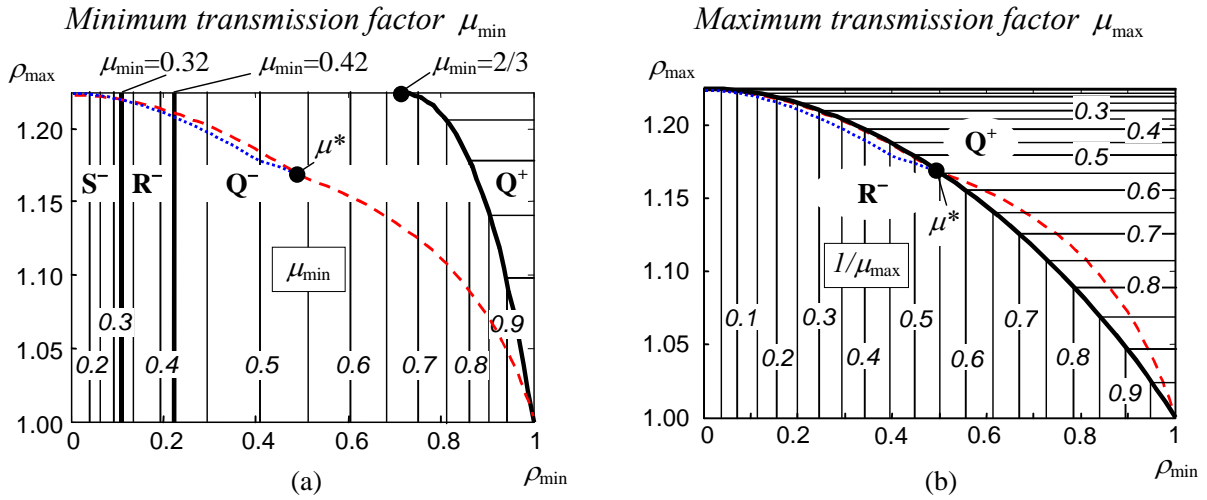 Minimum transmission factor μmin
Maximum transmission factor μmax
ρmax
μmin=0.32
μmin=0.42
μmin=2/3
1.20
1.15
1.10
1.05
1.00
μ*
S⁻
R⁻
Q⁻
Q⁺
μmin
0.2
0.3
0.4
0.5
0.6
0.7
0.8
0.9
0
0.2
0.4
0.6
0.8
1
ρmin
(a)
ρmax
1.20
1.15
1.10
1.05
1.00
0.3
0.4
0.5
0.6
0.7
0.8
Q⁺
R⁻
μ*
1/μmax
0.1
0.2
0.3
0.4
0.5
0.6
0.7
0.8
0.9
0
0.2
0.4
0.6
0.8
1
ρmin
(b)